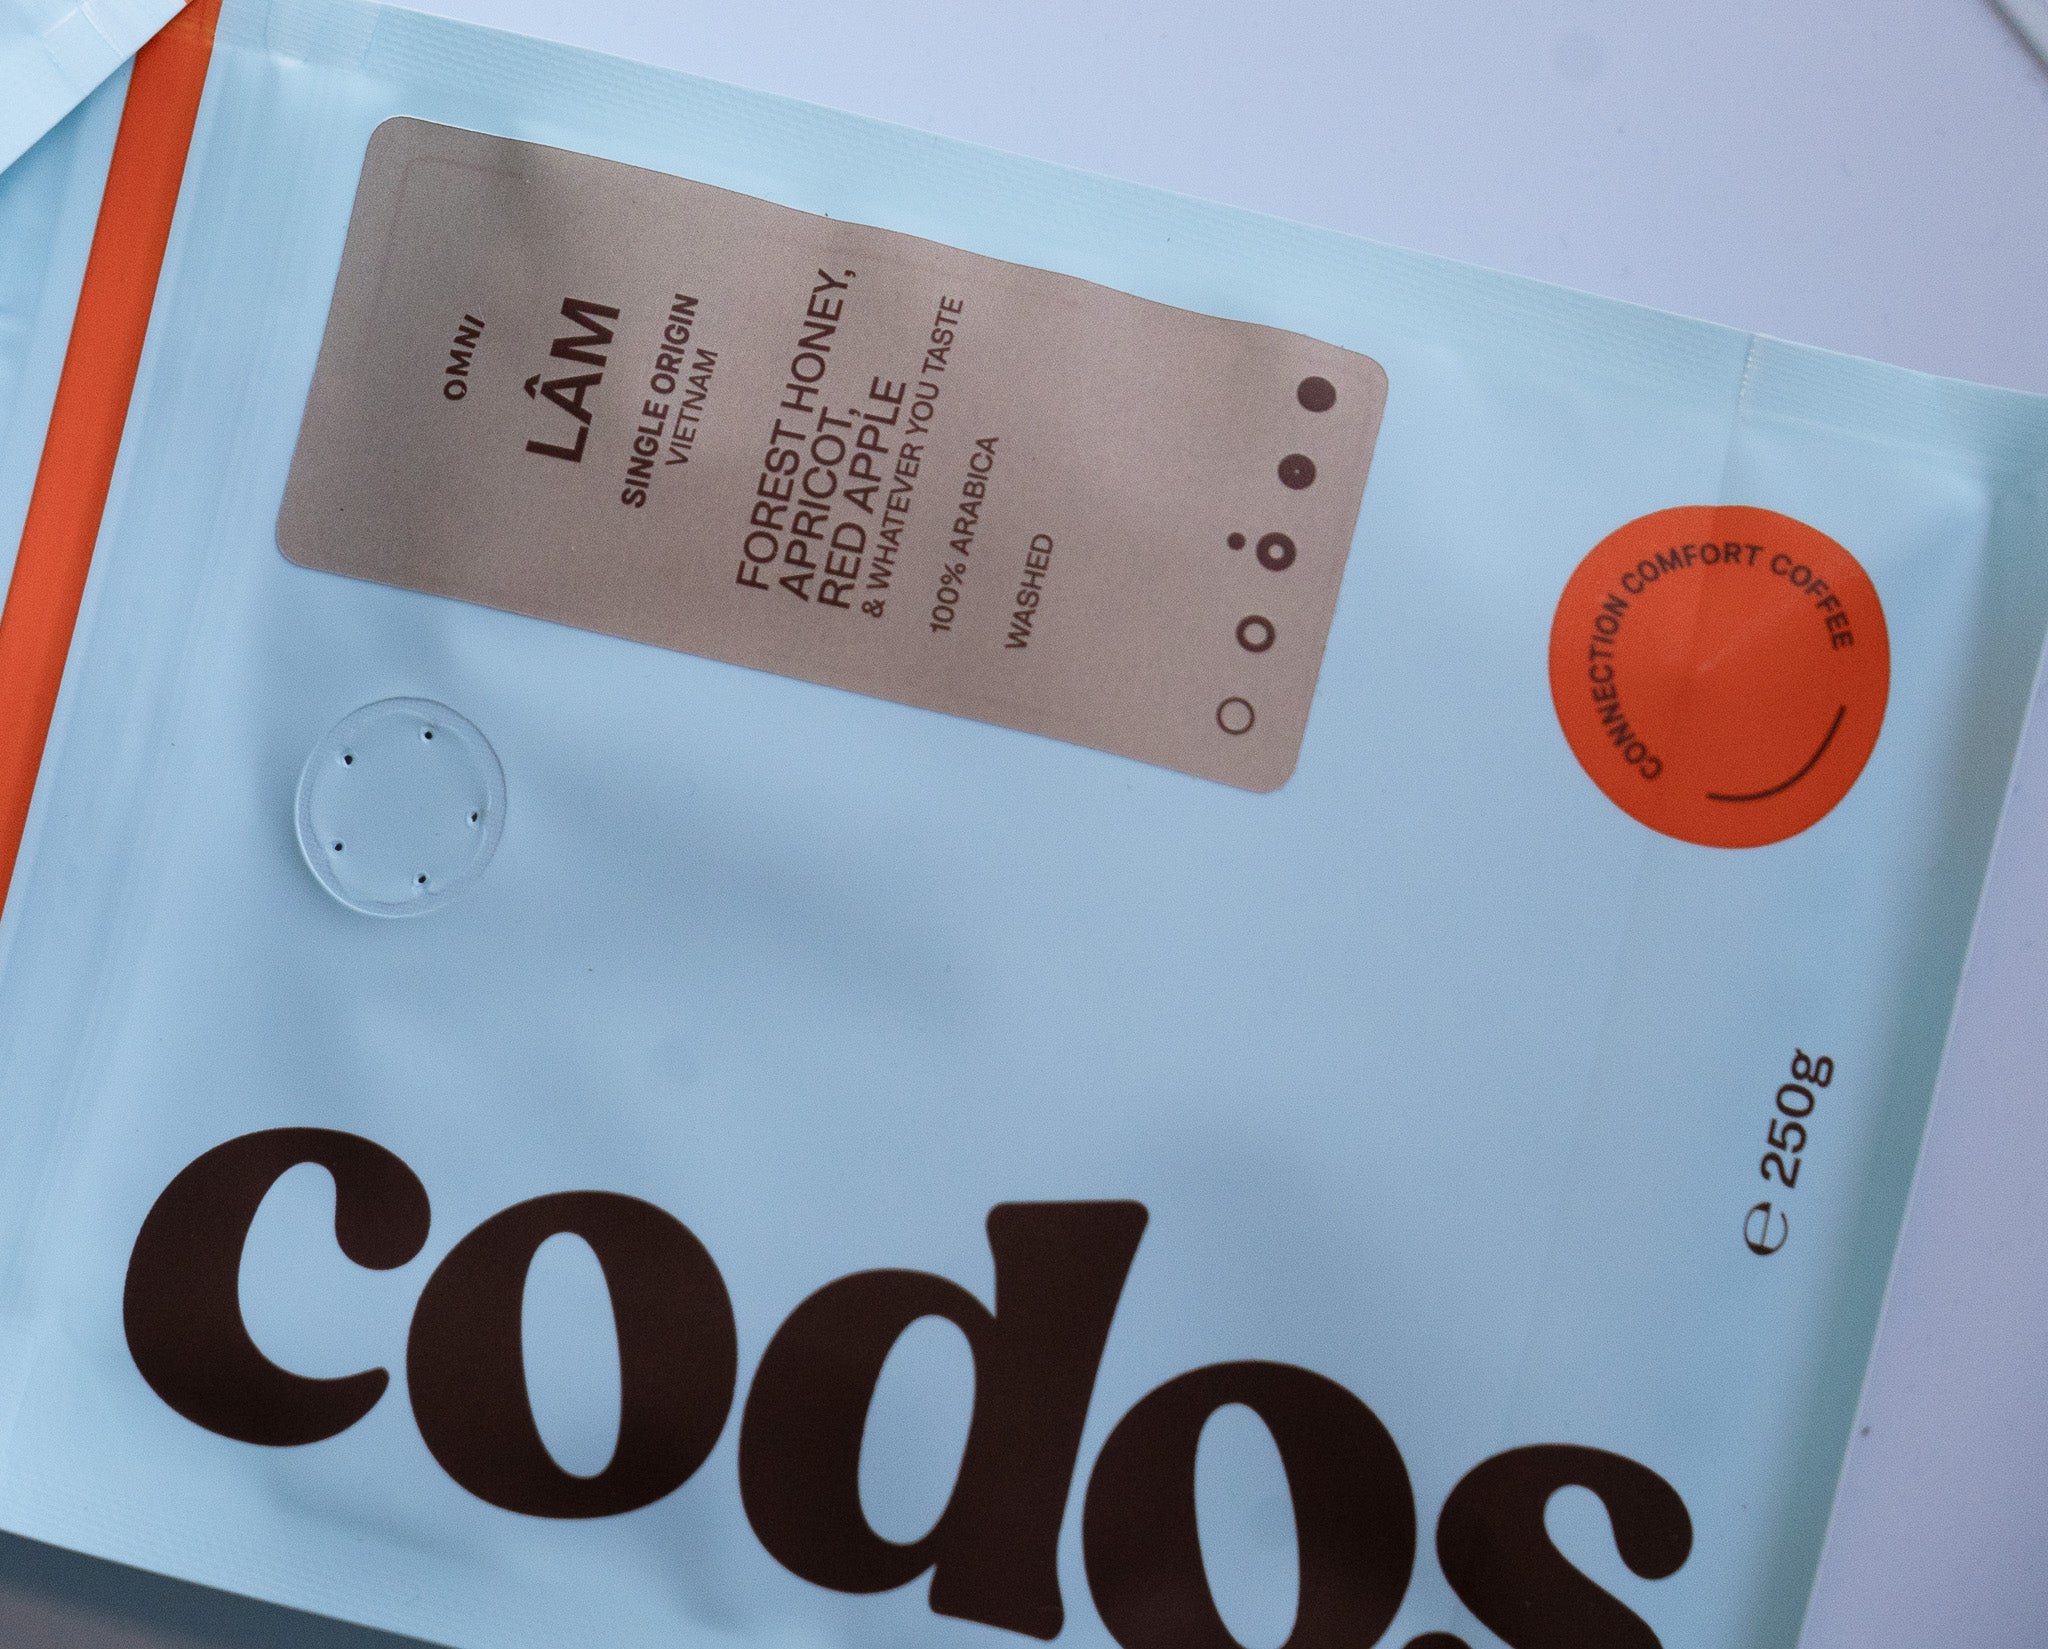 OMNI
LÂM
SINGLE ORIGIN
VIETNAM
FOREST HONEY,
APRICOT,
RED APPLE
& WHATEVER YOU TASTE
100% ARABICA
WASHED
CONNECTION COMFORT COFFEE
℮ 250g
codos